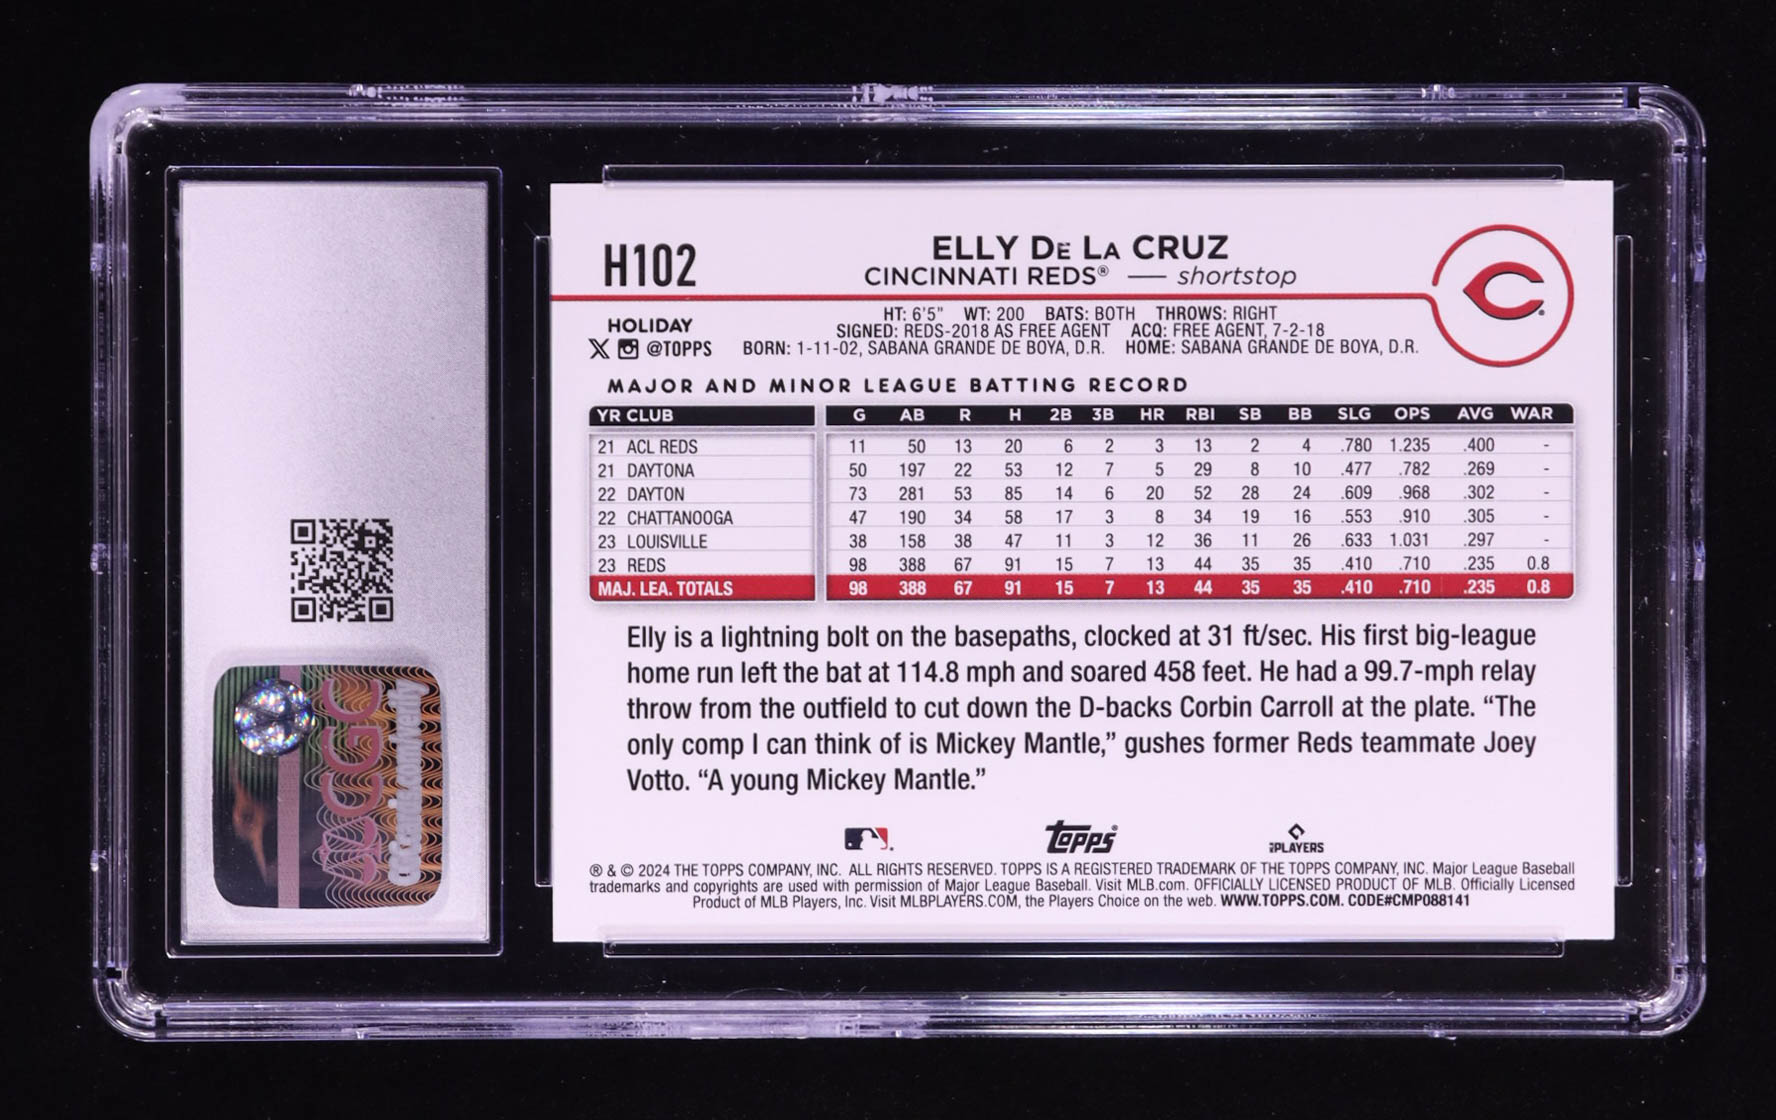 H102
ELLY DE LA CRUZ
CINCINNATI REDS® — shortstop
HOLIDAY
@TOPPS
HT: 6'5" WT: 200 BATS: BOTH THROWS: RIGHT
SIGNED: REDS-2018 AS FREE AGENT ACQ: FREE AGENT, 7-2-18
BORN: 1-11-02, SABANA GRANDE DE BOYA, D.R. HOME: SABANA GRANDE DE BOYA, D.R.
MAJOR AND MINOR LEAGUE BATTING RECORD
YR CLUB G AB R H 2B 3B HR RBI SB BB SLG OPS AVG WAR
21 ACL REDS 11 50 13 20 6 2 3 13 2 4 .780 1.235 .400 -
21 DAYTONA 50 197 22 53 12 7 5 29 8 10 .477 .782 .269 -
22 DAYTON 73 281 53 85 14 6 20 52 28 24 .609 .968 .302 -
22 CHATTANOOGA 47 190 34 58 17 3 8 34 19 16 .553 .910 .305 -
23 LOUISVILLE 38 158 38 47 11 3 12 36 11 26 .633 1.031 .297 -
23 REDS 98 388 67 91 15 7 13 44 35 35 .410 .710 .235 0.8
MAJ. LEA. TOTALS 98 388 67 91 15 7 13 44 35 35 .410 .710 .235 0.8
Elly is a lightning bolt on the basepaths, clocked at 31 ft/sec. His first big-league
home run left the bat at 114.8 mph and soared 458 feet. He had a 99.7-mph relay
throw from the outfield to cut down the D-backs Corbin Carroll at the plate. “The
only comp I can think of is Mickey Mantle,” gushes former Reds teammate Joey
Votto. “A young Mickey Mantle.”
topps®
PLAYERS
® & © 2024 THE TOPPS COMPANY, INC. ALL RIGHTS RESERVED. TOPPS IS A REGISTERED TRADEMARK OF THE TOPPS COMPANY, INC. Major League Baseball
trademarks and copyrights are used with permission of Major League Baseball. Visit MLB.com. OFFICIALLY LICENSED PRODUCT OF MLB. Officially Licensed
Product of MLB Players, Inc. Visit MLBPLAYERS.COM, the Players Choice on the web. WWW.TOPPS.COM. CODE#CMP088141
CGC